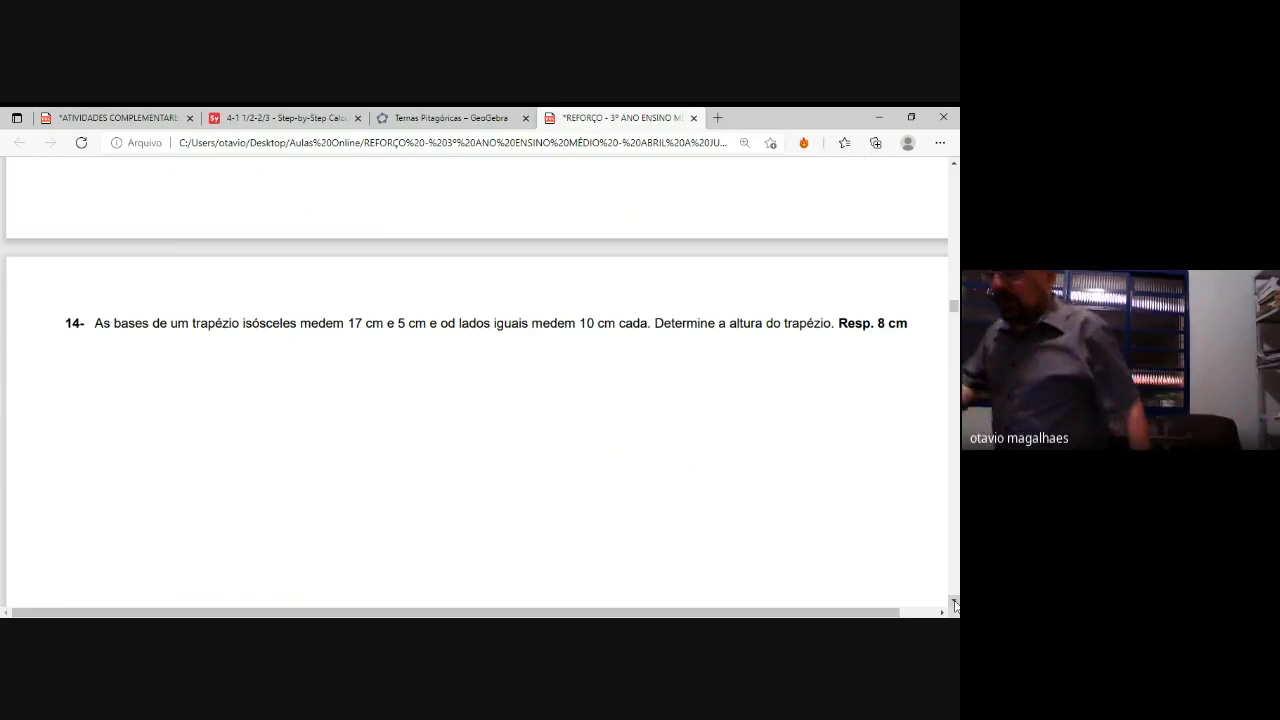 *ATIVIDADES COMPLEMENTARE
4-1 1/2-2/3 - Step-by-Step Calcu
Ternas Pitagóricas – GeoGebra
*REFORÇO - 3º ANO ENSINO MÉ
Arquivo
C:/Users/otavio/Desktop/Aulas%20Online/REFORÇO%20-%203º%20ANO%20ENSINO%20MÉDIO%20-%20ABRIL%20A%20JU...
14- As bases de um trapézio isósceles medem 17 cm e 5 cm e od lados iguais medem 10 cm cada. Determine a altura do trapézio. Resp. 8 cm
otavio magalhaes